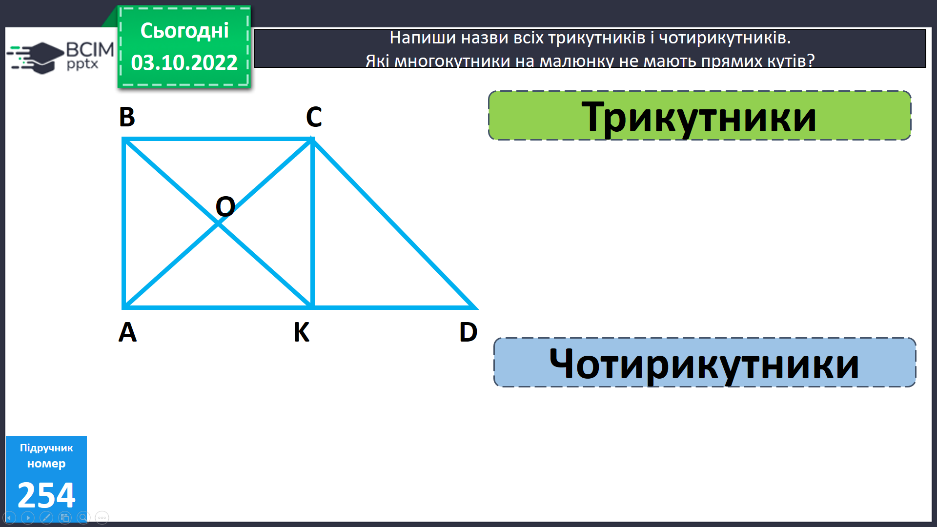 Сьогодні
03.10.2022
BCIM
pptx
Напиши назви всіх трикутників і чотирикутників.
Які многокутники на малюнку не мають прямих кутів?
Трикутники
B
C
O
A
K
D
Чотирикутники
Підручник
номер
254